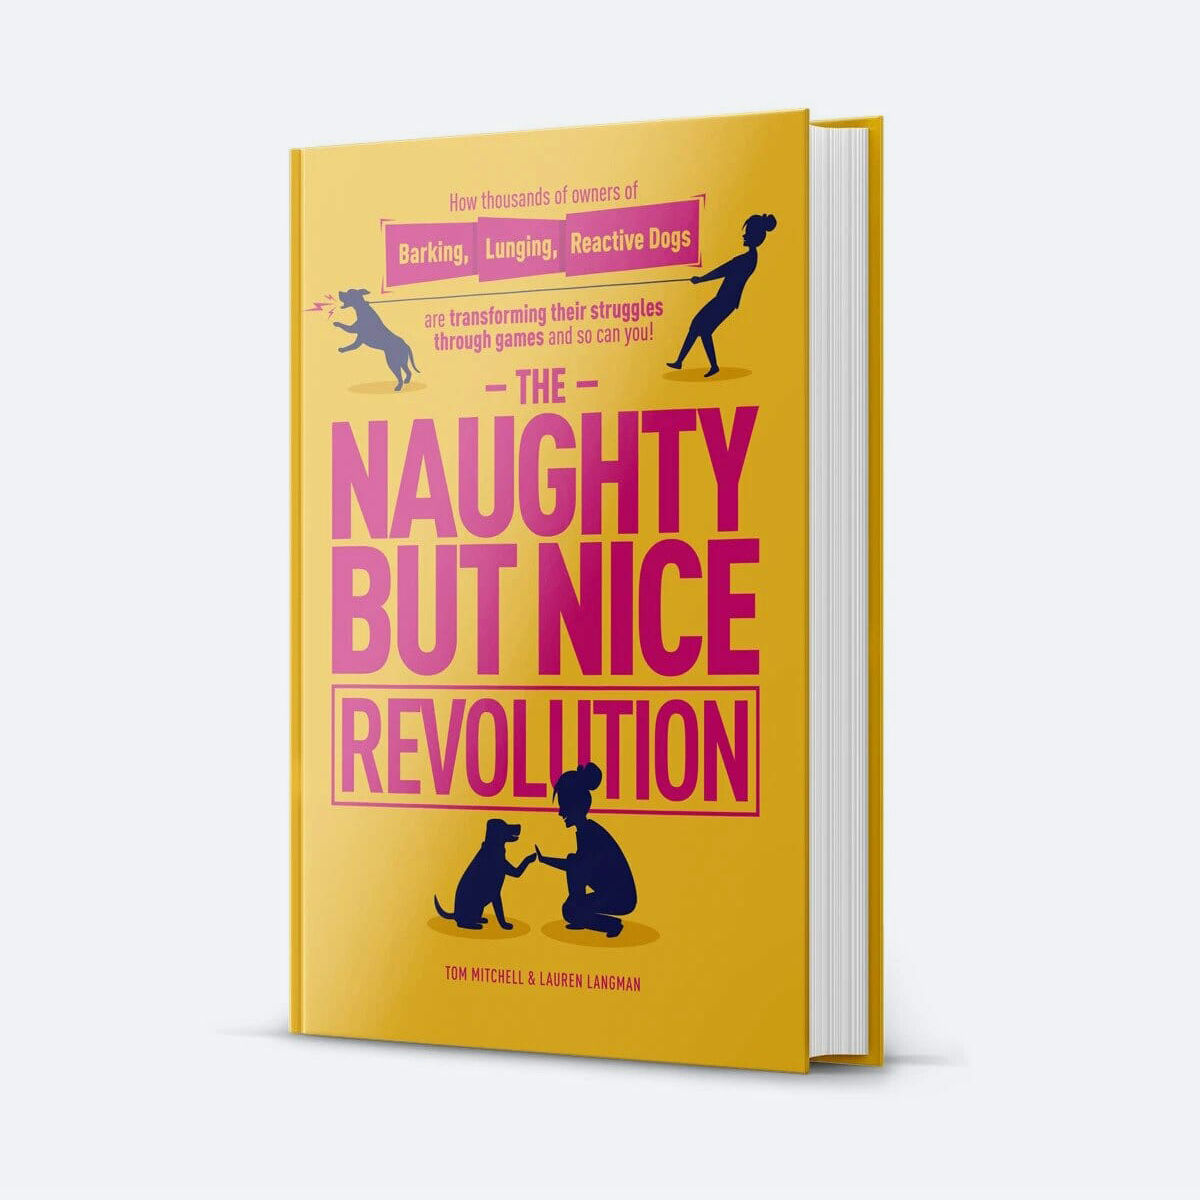 How thousands of owners of
Barking, Lunging, Reactive Dogs
are transforming their struggles
through games and so can you!
– THE –
NAUGHTY
BUT NICE
REVOLUTION
TOM MITCHELL & LAUREN LANGMAN